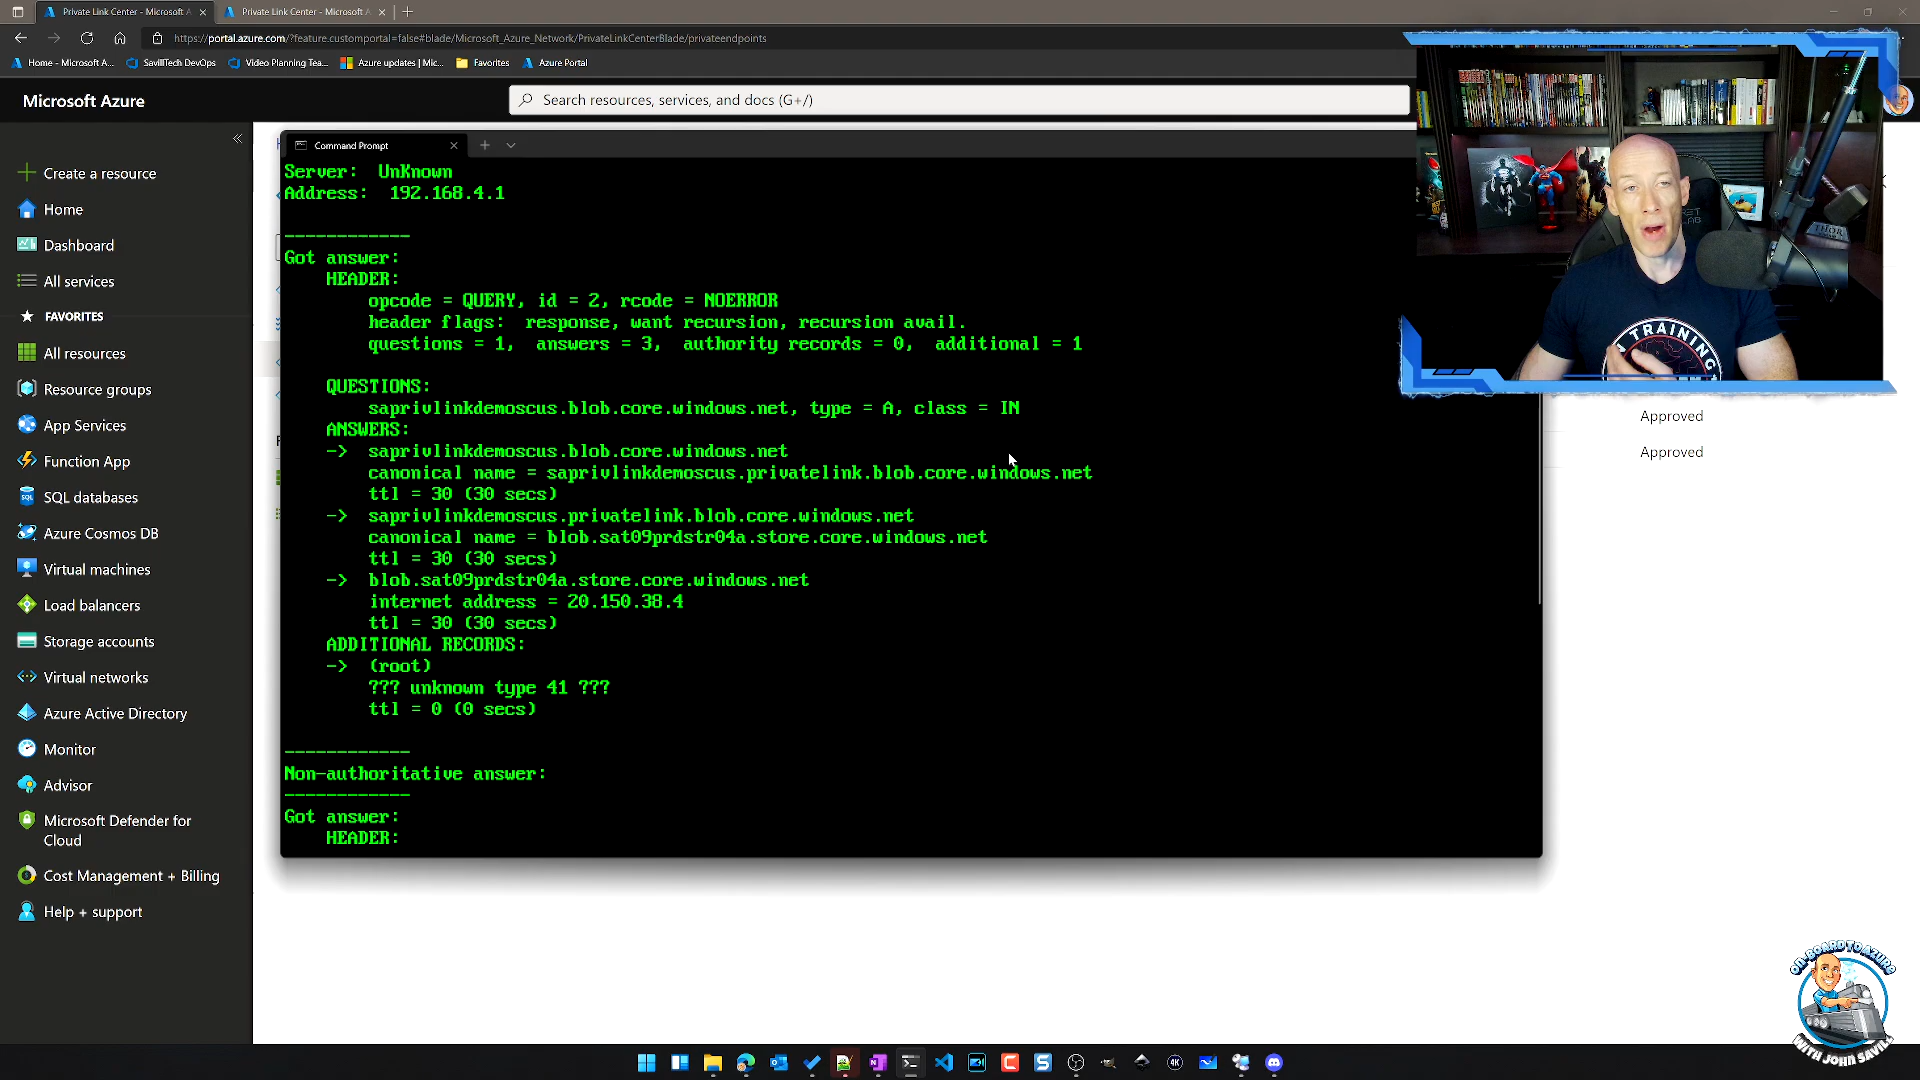 Private Link Center - Microsoft A
Private Link Center - Microsoft A
https://portal.azure.com/?feature.customportal=false#blade/Microsoft_Azure_Network/PrivateLinkCenterBlade/privateendpoints
Home - Microsoft A...
SavillTech DevOps
Video Planning Tea...
Azure updates | Mic...
Favorites
Azure Portal
Microsoft Azure
Search resources, services, and docs (G+/)
Create a resource
Home
Dashboard
All services
FAVORITES
All resources
Resource groups
App Services
Function App
SQL databases
Azure Cosmos DB
Virtual machines
Load balancers
Storage accounts
Virtual networks
Azure Active Directory
Monitor
Advisor
Microsoft Defender for
Cloud
Cost Management + Billing
Help + support
Command Prompt
Server:  UnKnown
Address:  192.168.4.1
------------
Got answer:
HEADER:
opcode = QUERY, id = 2, rcode = NOERROR
header flags:  response, want recursion, recursion avail.
questions = 1,  answers = 3,  authority records = 0,  additional = 1
QUESTIONS:
saprivlinkdemoscus.blob.core.windows.net, type = A, class = IN
ANSWERS:
->  saprivlinkdemoscus.blob.core.windows.net
canonical name = saprivlinkdemoscus.privatelink.blob.core.windows.net
ttl = 30 (30 secs)
->  saprivlinkdemoscus.privatelink.blob.core.windows.net
canonical name = blob.sat09prdstr04a.store.core.windows.net
ttl = 30 (30 secs)
->  blob.sat09prdstr04a.store.core.windows.net
internet address = 20.150.38.4
ttl = 30 (30 secs)
ADDITIONAL RECORDS:
->  (root)
??? unknown type 41 ???
ttl = 0 (0 secs)
------------
Non-authoritative answer:
------------
Got answer:
HEADER:
Approved
Approved
THOR
TRAINING
ON-BOARD TO AZURE
WITH JOHN SAVILL
4K